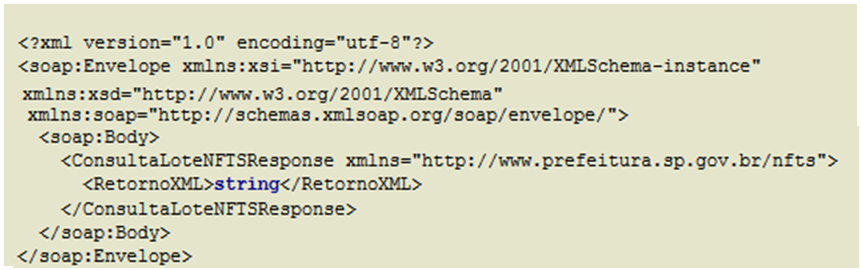 <?xml version="1.0" encoding="utf-8"?>
<soap:Envelope xmlns:xsi="http://www.w3.org/2001/XMLSchema-instance"
xmlns:xsd="http://www.w3.org/2001/XMLSchema"
xmlns:soap="http://schemas.xmlsoap.org/soap/envelope/">
<soap:Body>
<ConsultaLoteNFTSResponse xmlns="http://www.prefeitura.sp.gov.br/nfts">
<RetornoXML>string</RetornoXML>
</ConsultaLoteNFTSResponse>
</soap:Body>
</soap:Envelope>